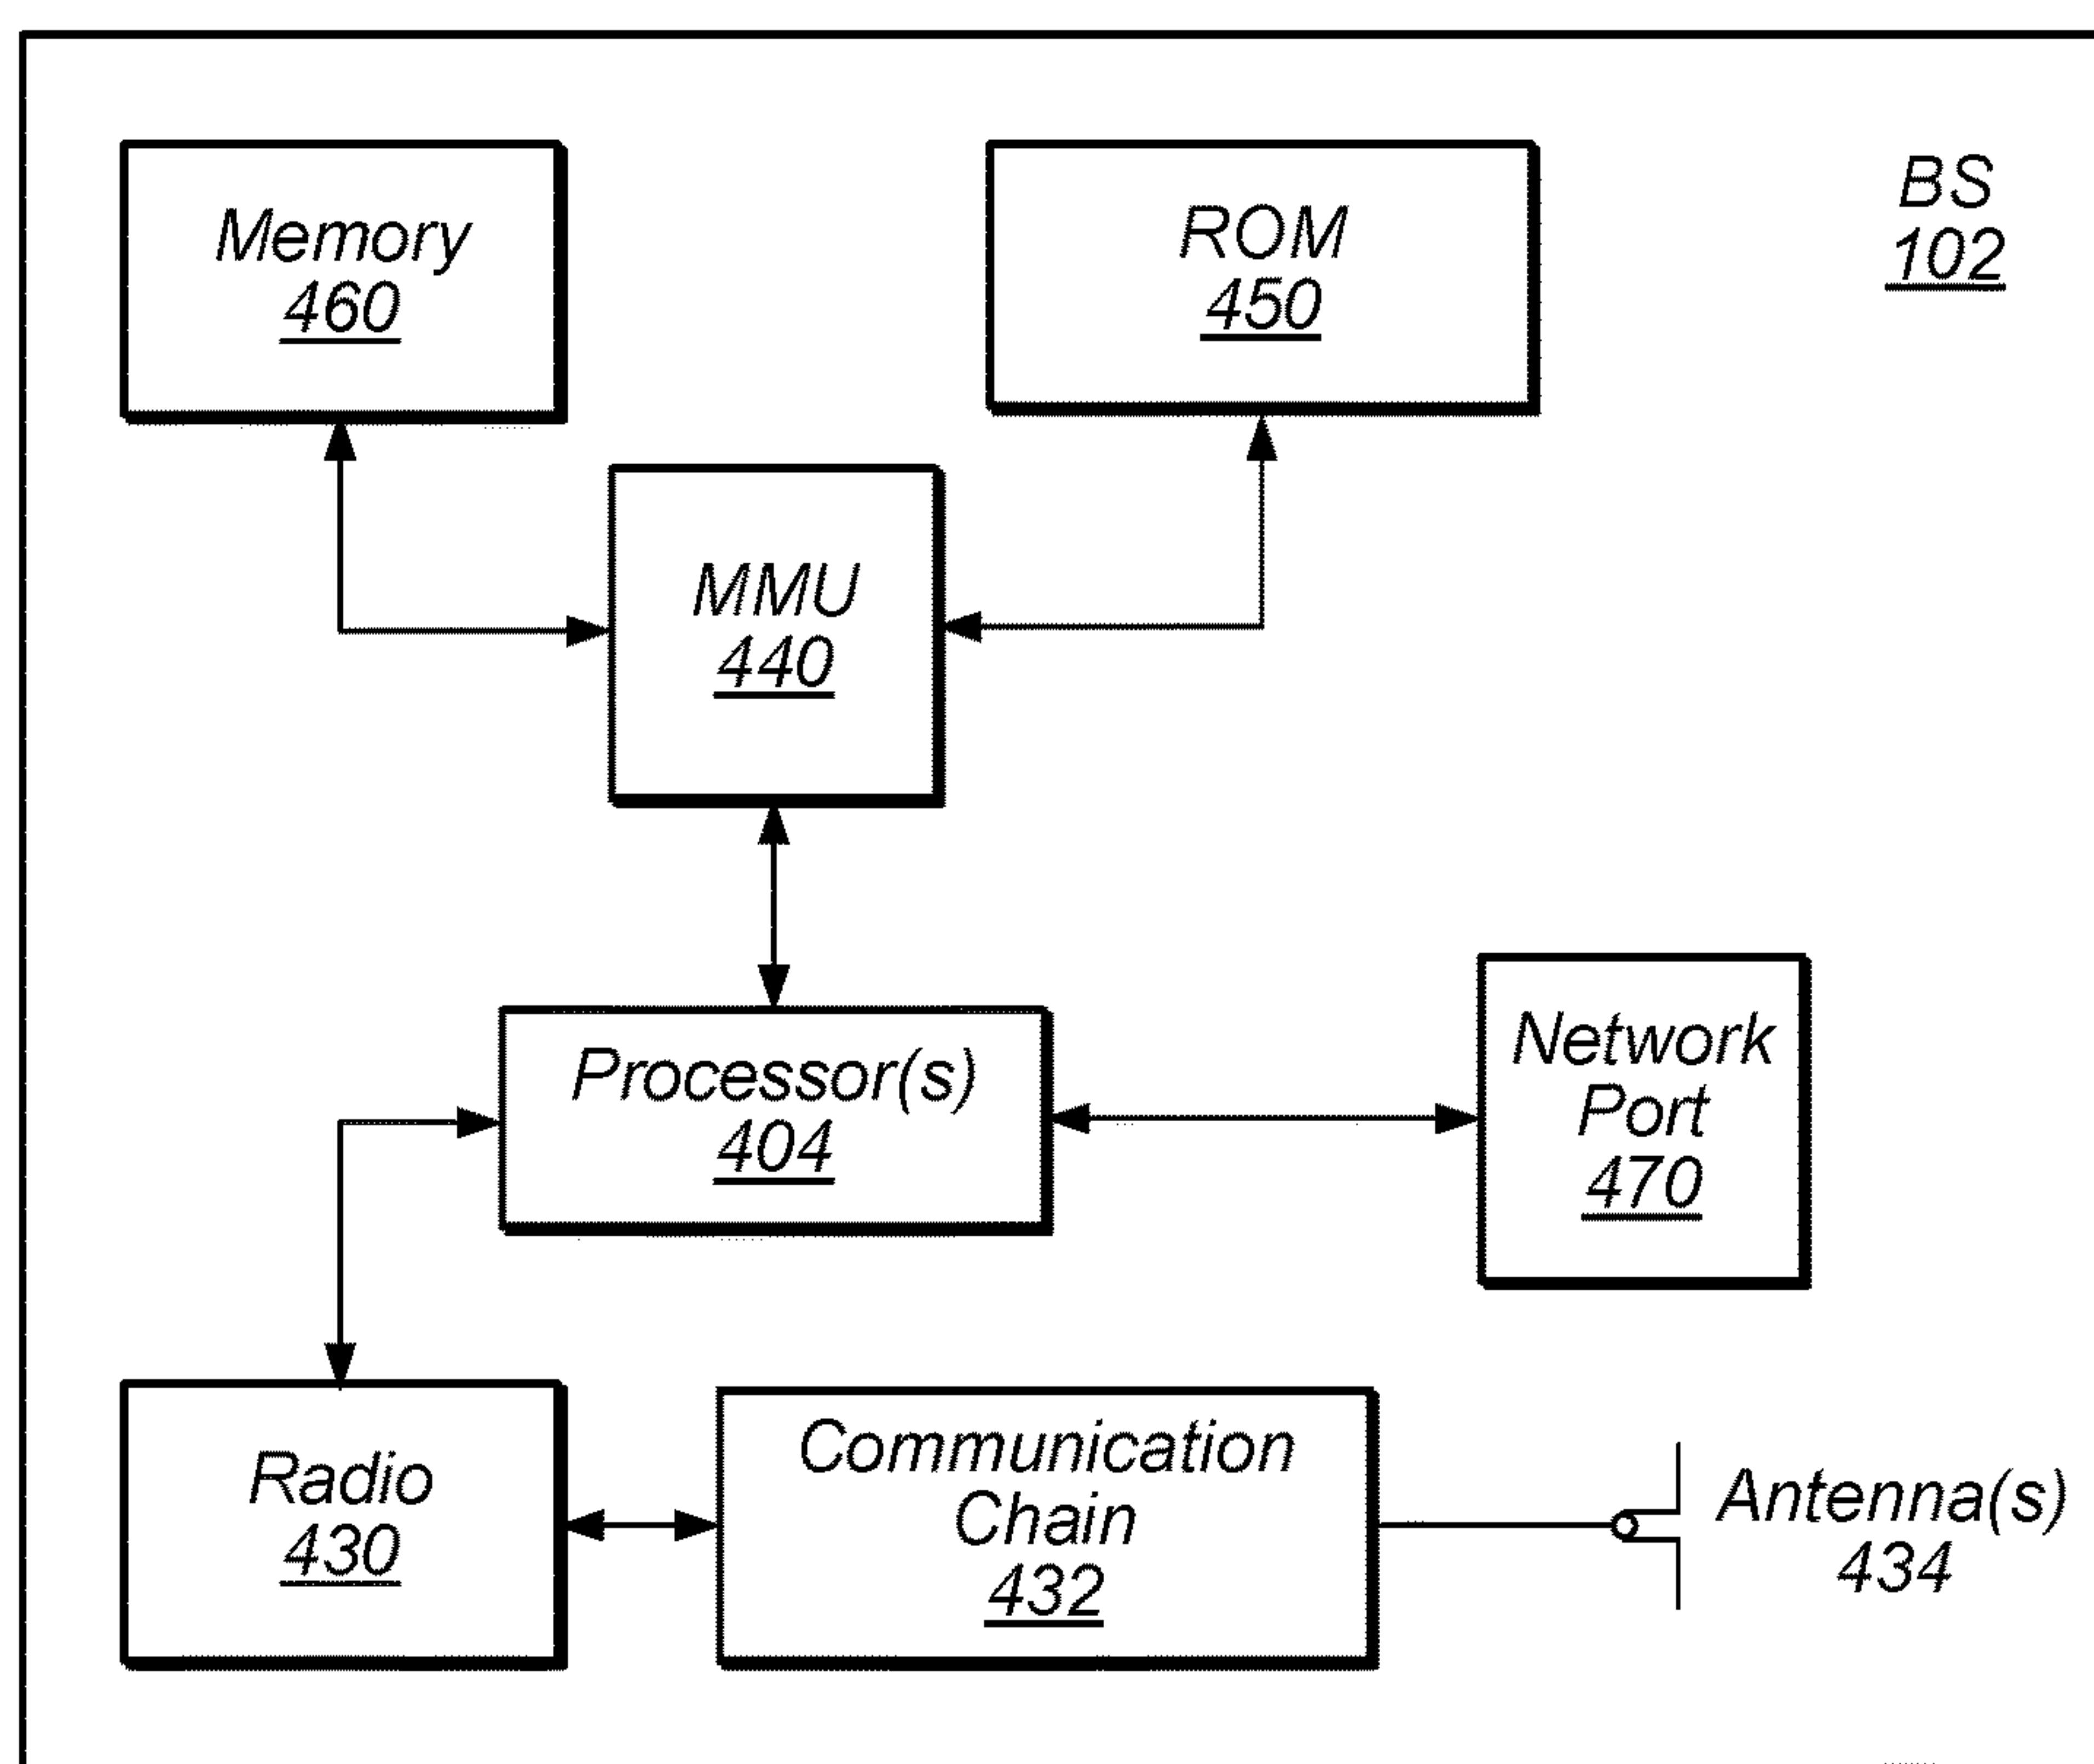 Memory
460
ROM
450
BS
102
MMU
440
Processor(s)
404
Network
Port
470
Radio
430
Communication
Chain
432
Antenna(s)
434